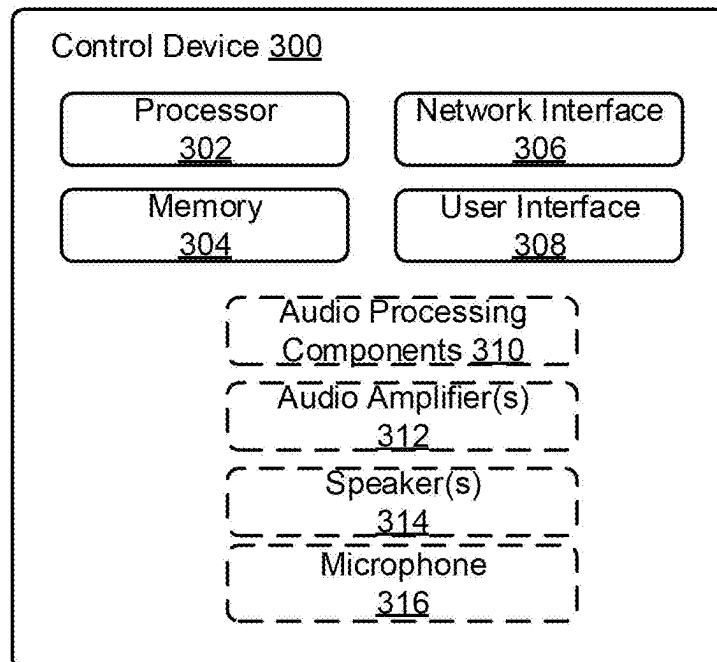 Control Device 300
Processor
302
Network Interface
306
Memory
304
User Interface
308
Audio Processing
Components 310
Audio Amplifier(s)
312
Speaker(s)
314
Microphone
316